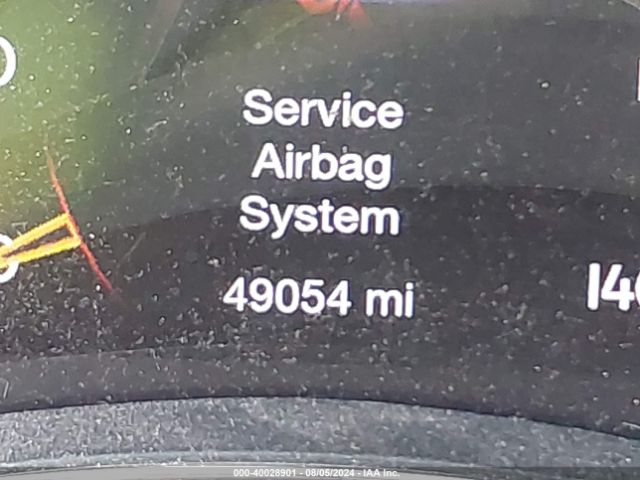 Service
Airbag
System
49054 mi
000-40028901 - 08/05/2024 - IAA Inc.